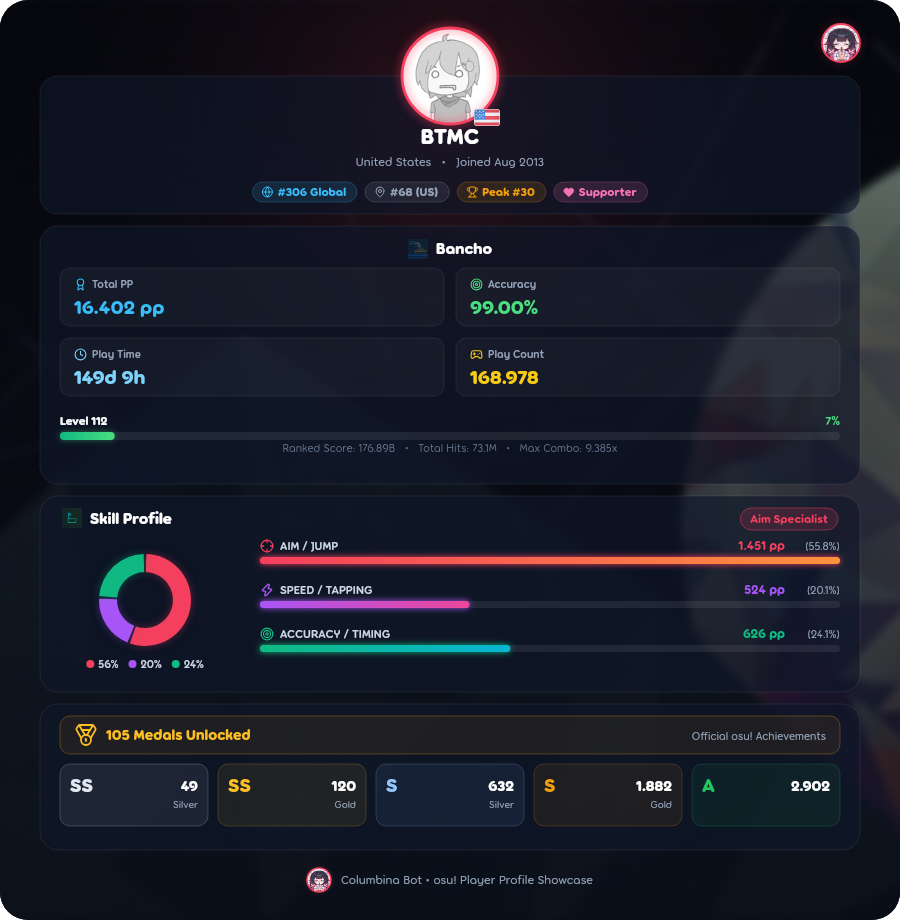 BTMC
United States • Joined Aug 2013
#306 Global #68 (US) Peak #30 Supporter
Bancho
Total PP
16.402 pp
Accuracy
99.00%
Play Time
149d 9h
Play Count
168.978
Level 112 7%
Ranked Score: 176.89B • Total Hits: 73.1M • Max Combo: 9.385x
Skill Profile Aim Specialist
AIM / JUMP 1.451 pp (55.8%)
SPEED / TAPPING 524 pp (20.1%)
ACCURACY / TIMING 626 pp (24.1%)
56% 20% 24%
105 Medals Unlocked Official osu! Achievements
SS 49 Silver
SS 120 Gold
S 632 Silver
S 1.882 Gold
A 2.902
Columbina Bot • osu! Player Profile Showcase